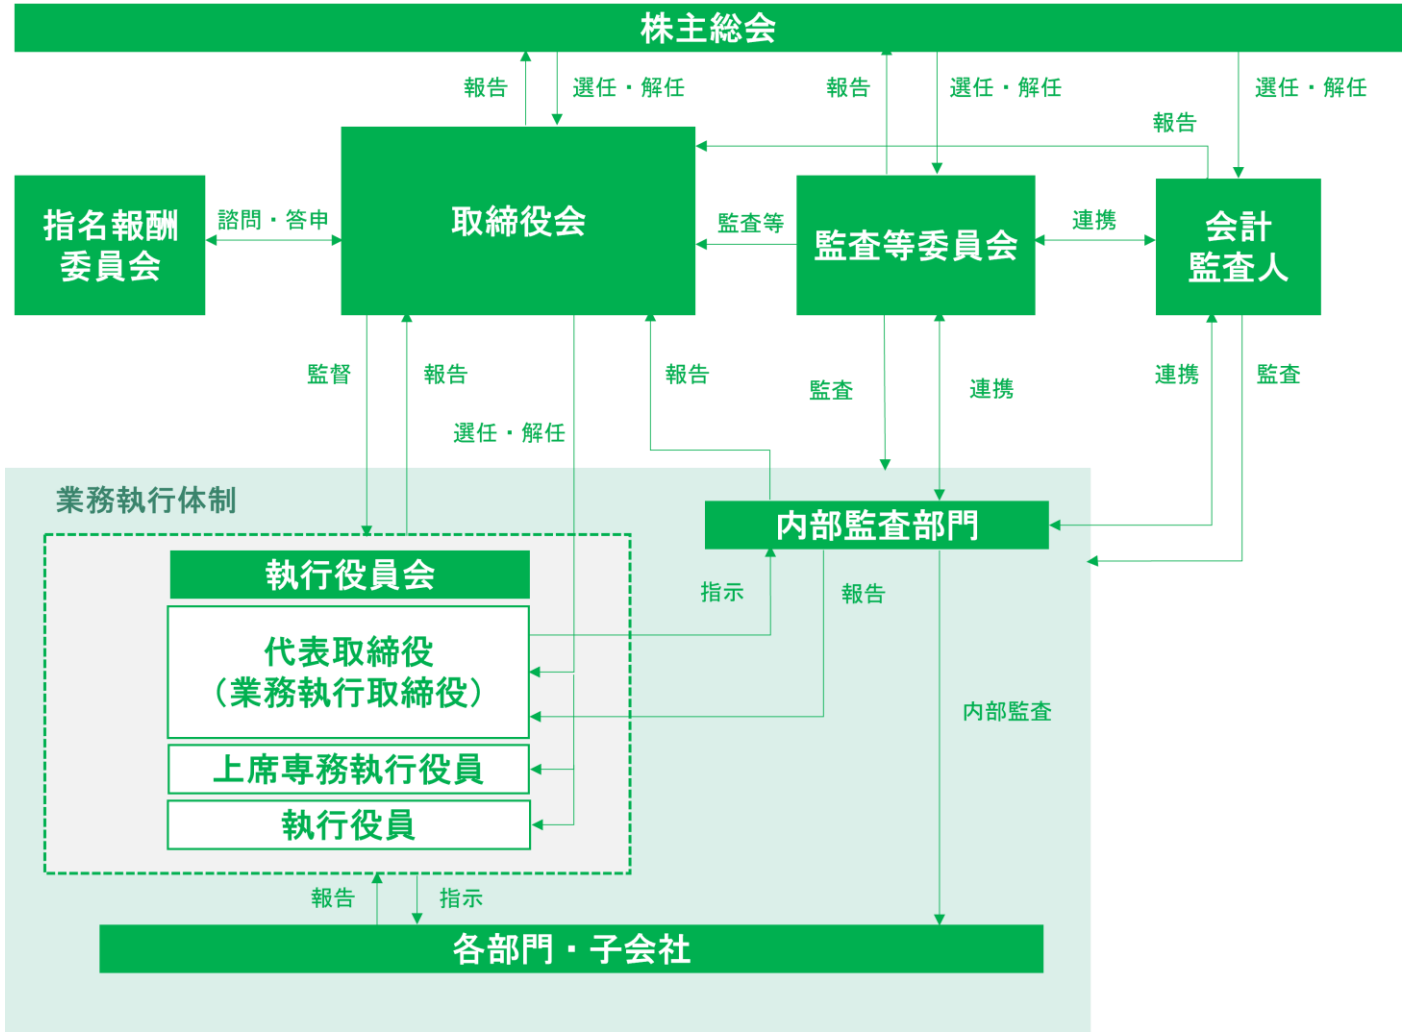 株主総会
報告
選任・解任
報告
選任・解任
選任・解任
報告
指名報酬
委員会
諮問・答申
取締役会
監査等
監査等委員会
連携
会計
監査人
監督
報告
選任・解任
報告
監査
連携
連携
監査
業務執行体制
内部監査部門
執行役員会
指示
報告
代表取締役
（業務執行取締役）
内部監査
上席専務執行役員
執行役員
報告
指示
各部門・子会社